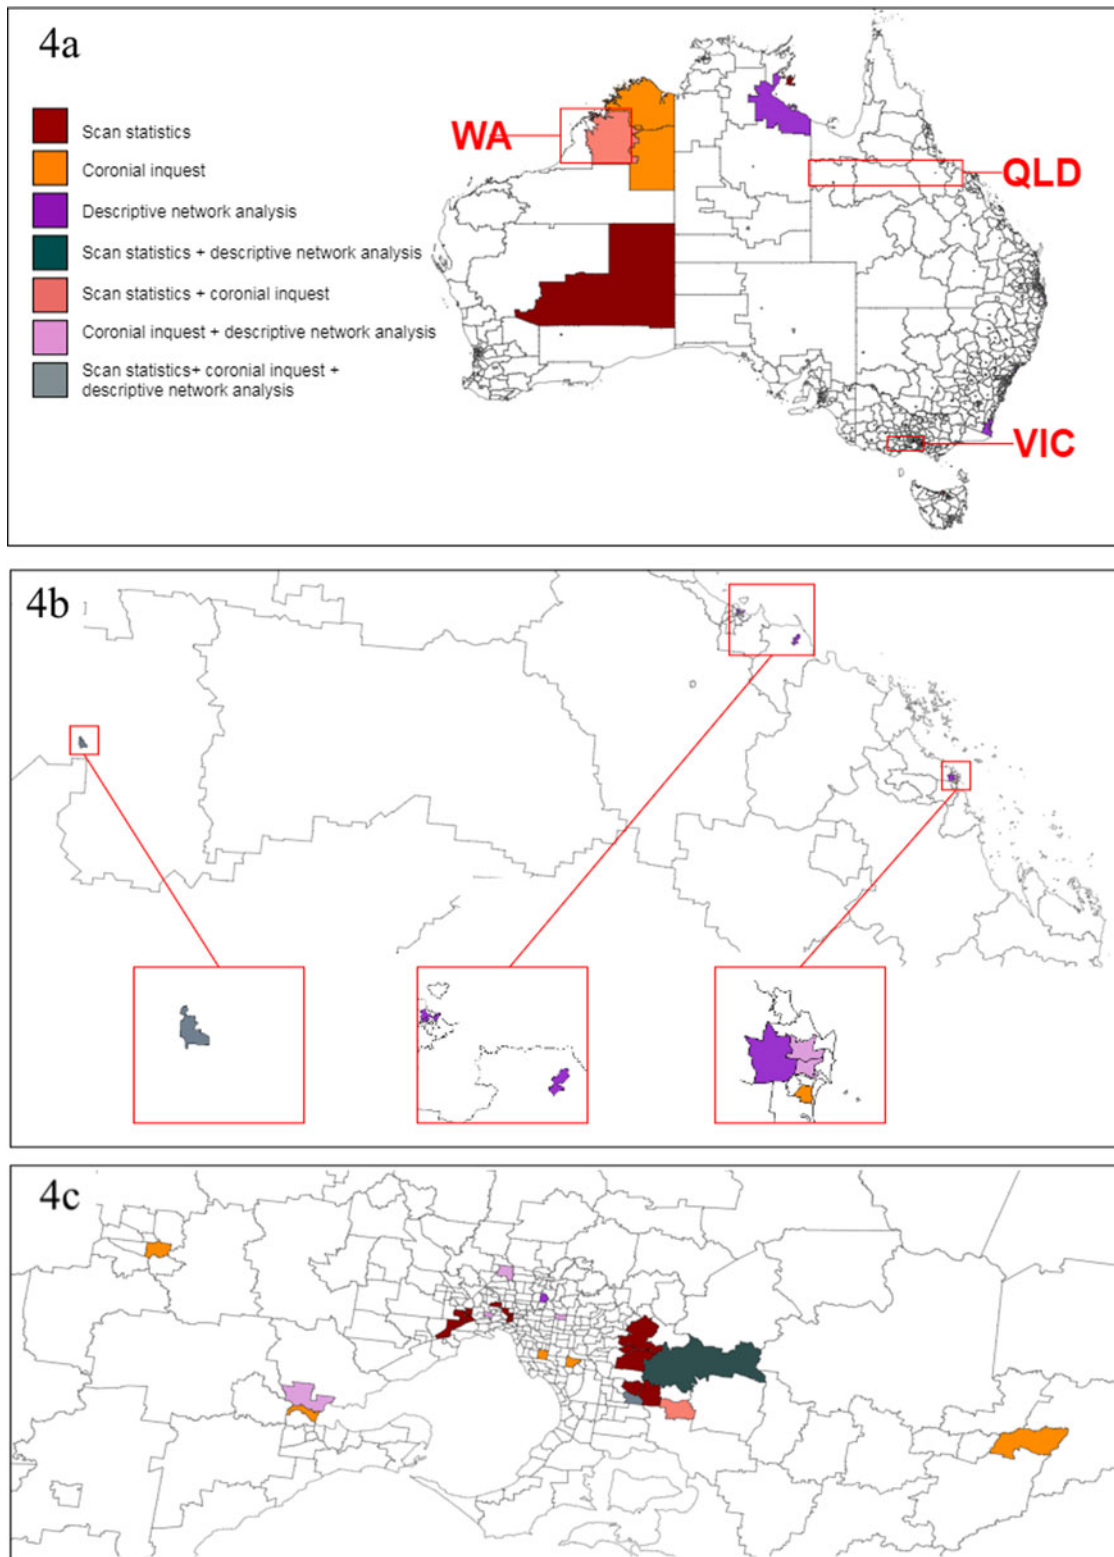 4a
Scan statistics
Coronial inquest
Descriptive network analysis
Scan statistics + descriptive network analysis
Scan statistics + coronial inquest
Coronial inquest + descriptive network analysis
Scan statistics+ coronial inquest +
descriptive network analysis
WA
QLD
VIC
4b
4c